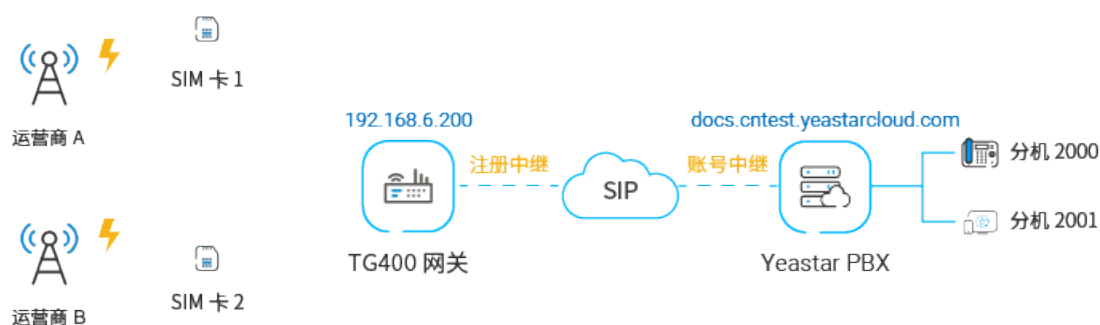 SIM 卡 1
运营商 A
192.168.6.200
docs.cntest.yeastarcloud.com
注册中继
SIP
账号中继
分机 2000
分机 2001
TG400 网关
Yeastar PBX
SIM 卡 2
运营商 B